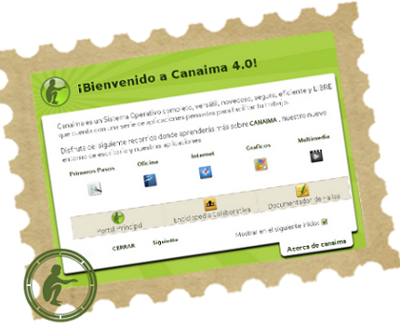 ¡Bienvenido a Canaima 4.0!
Canaima es un Sistema Operativo completo, versátil, novedoso, seguro, eficiente y LIBRE
que cuenta con una serie de aplicaciones pensadas para facilitar tu trabajo.
Disfruta del siguiente recorrido donde aprenderás más sobre CANAIMA, nuestro nuevo
entorno de escritorio y nuestras aplicaciones
Primeros Pasos Oficina Internet Graficos Multimedia
Portal Principal Enciclopedia Colaborativa Documentador de Fallas
CERRAR Siguiente Mostrar en el siguiente inicio:
Acerca de canaima